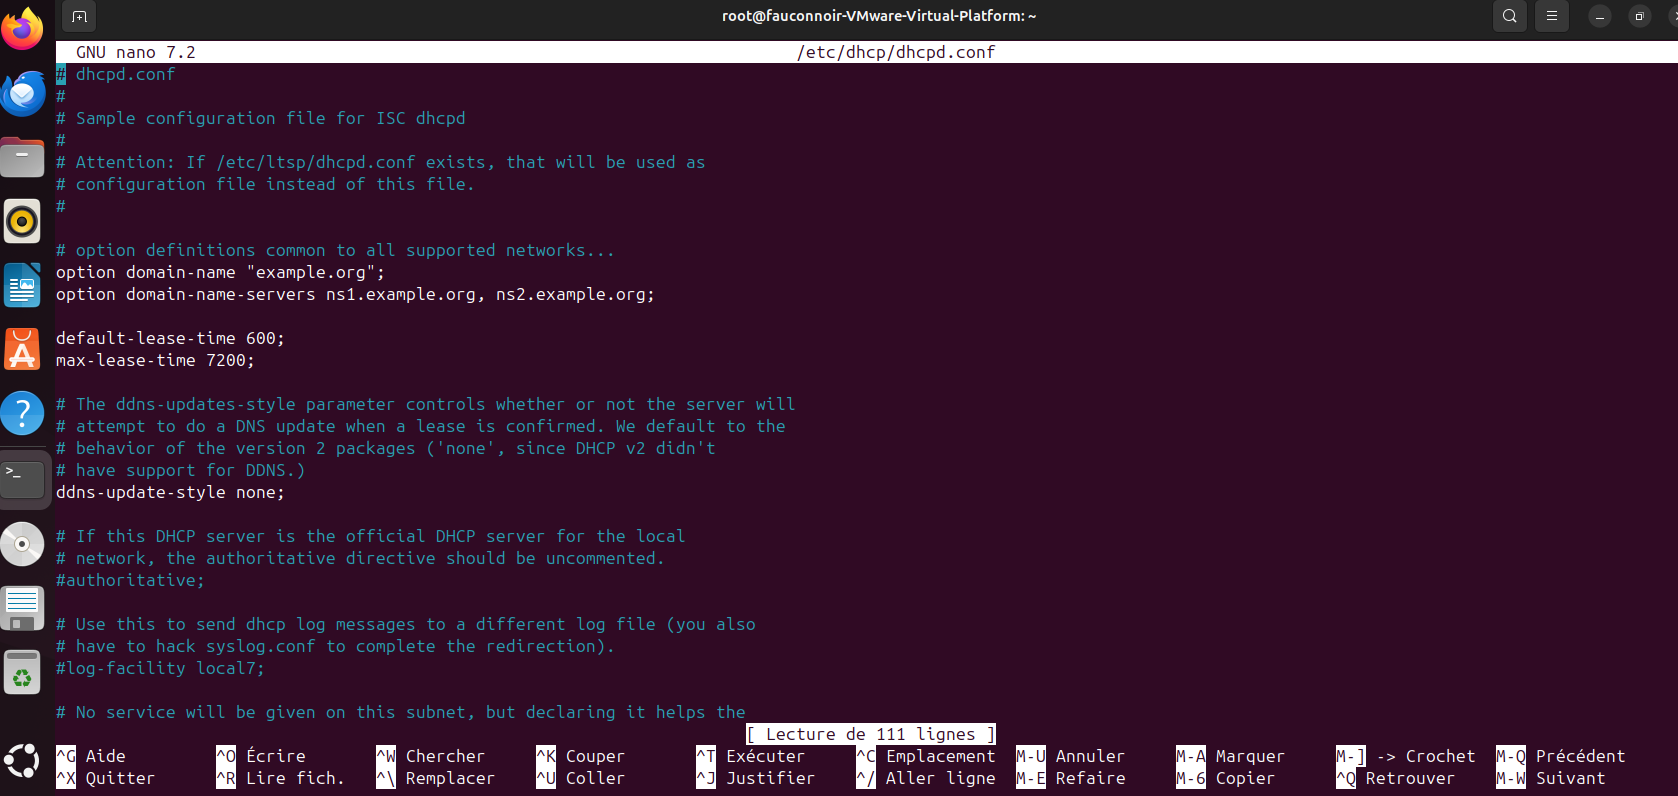 root@fauconnoir-VMware-Virtual-Platform: ~
GNU nano 7.2 /etc/dhcp/dhcpd.conf
# dhcpd.conf
#
# Sample configuration file for ISC dhcpd
#
# Attention: If /etc/ltsp/dhcpd.conf exists, that will be used as
# configuration file instead of this file.
#
# option definitions common to all supported networks...
option domain-name "example.org";
option domain-name-servers ns1.example.org, ns2.example.org;
default-lease-time 600;
max-lease-time 7200;
# The ddns-updates-style parameter controls whether or not the server will
# attempt to do a DNS update when a lease is confirmed. We default to the
# behavior of the version 2 packages ('none', since DHCP v2 didn't
# have support for DDNS.)
ddns-update-style none;
# If this DHCP server is the official DHCP server for the local
# network, the authoritative directive should be uncommented.
#authoritative;
# Use this to send dhcp log messages to a different log file (you also
# have to hack syslog.conf to complete the redirection).
#log-facility local7;
# No service will be given on this subnet, but declaring it helps the
[ Lecture de 111 lignes ]
^G Aide ^O Écrire ^W Chercher ^K Couper ^T Exécuter ^C Emplacement M-U Annuler M-A Marquer M-] -> Crochet M-Q Précédent
^X Quitter ^R Lire fich. ^\ Remplacer ^U Coller ^J Justifier ^/ Aller ligne M-E Refaire M-6 Copier ^Q Retrouver M-W Suivant